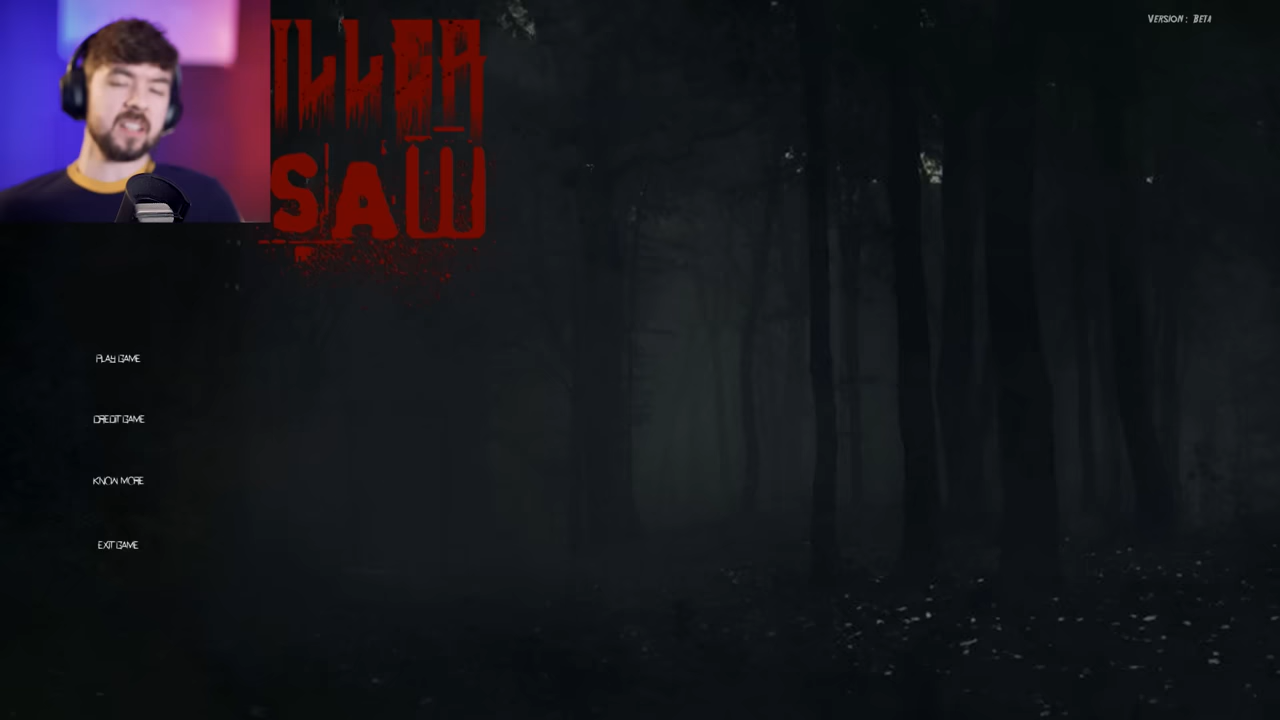 ILLER
SAW
VERSION : BETA
PLAY GAME
CREDIT GAME
KNOW MORE
EXIT GAME